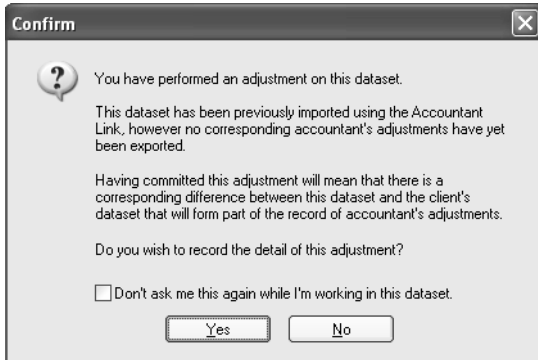 Confirm
You have performed an adjustment on this dataset.
This dataset has been previously imported using the Accountant
Link, however no corresponding accountant's adjustments have yet
been exported.
Having committed this adjustment will mean that there is a
corresponding difference between this dataset and the client's
dataset that will form part of the record of accountant's adjustments.
Do you wish to record the detail of this adjustment?
Don't ask me this again while I'm working in this dataset.
Yes No